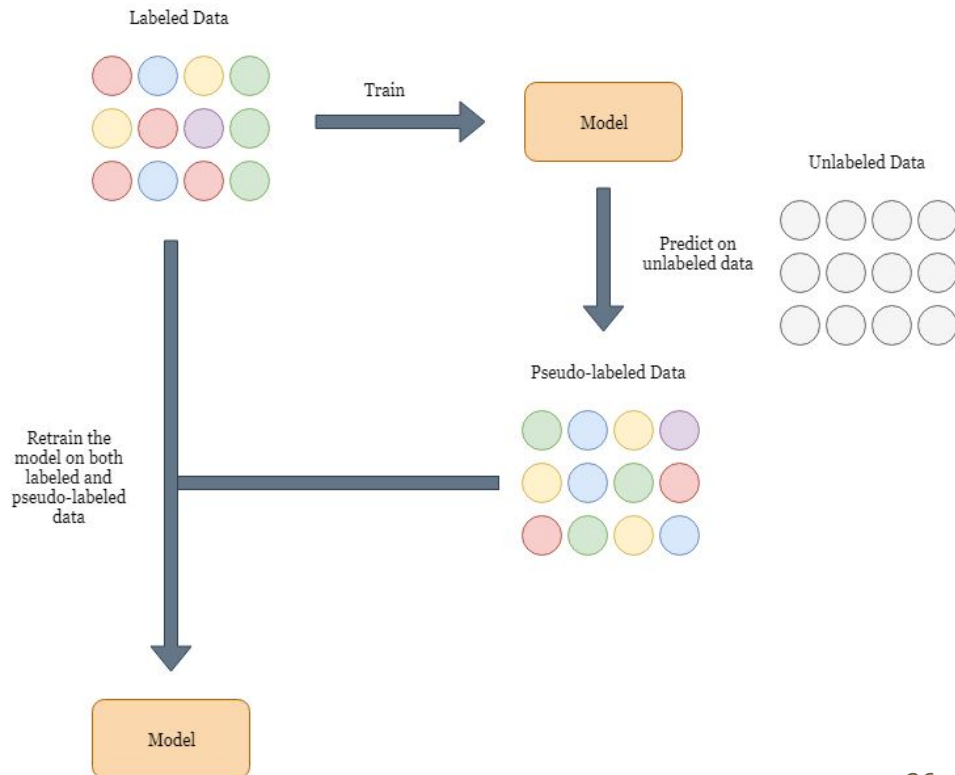 Labeled Data
Train
Model
Unlabeled Data
Predict on
unlabeled data
Pseudo-labeled Data
Retrain the
model on both
labeled and
pseudo-labeled
data
Model